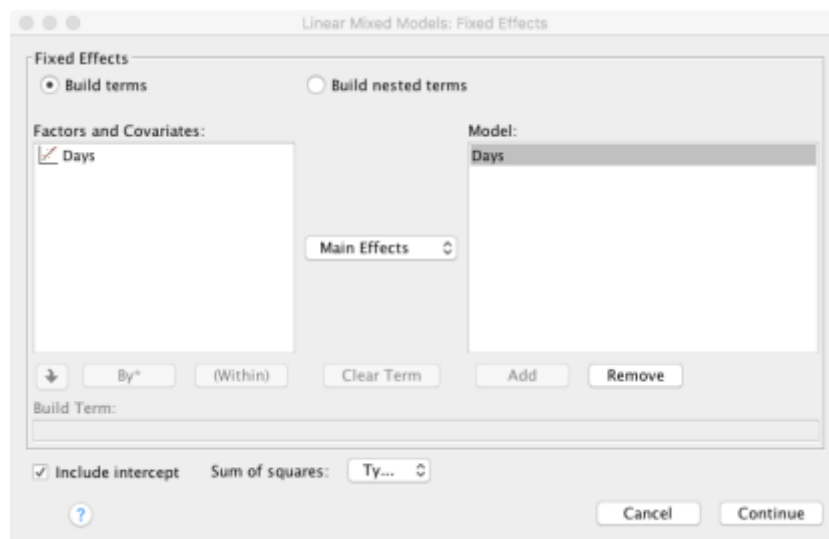 Linear Mixed Models: Fixed Effects
Fixed Effects
Build terms
Build nested terms
Factors and Covariates:
Model:
Days
Days
Main Effects
By*
(Within)
Clear Term
Add
Remove
Build Term:
Include intercept
Sum of squares:
Ty...
?
Cancel
Continue